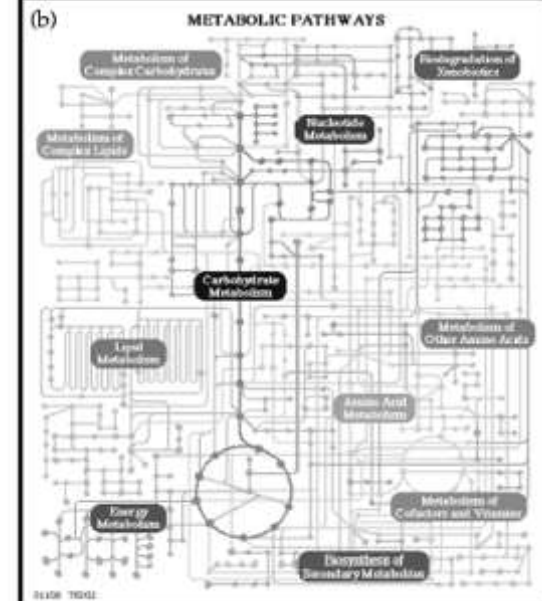 (b)
METABOLIC PATHWAYS
Metabolism of
Complex Carbohydrates
Biodegradation of
Xenobiotics
Nucleotide
Metabolism
Metabolism of
Complex Lipids
Carbohydrate
Metabolism
Metabolism of
Other Amino Acids
Lipid
Metabolism
Amino Acid
Metabolism
Energy
Metabolism
Metabolism of
Cofactors and Vitamins
Biosynthesis of
Secondary Metabolites